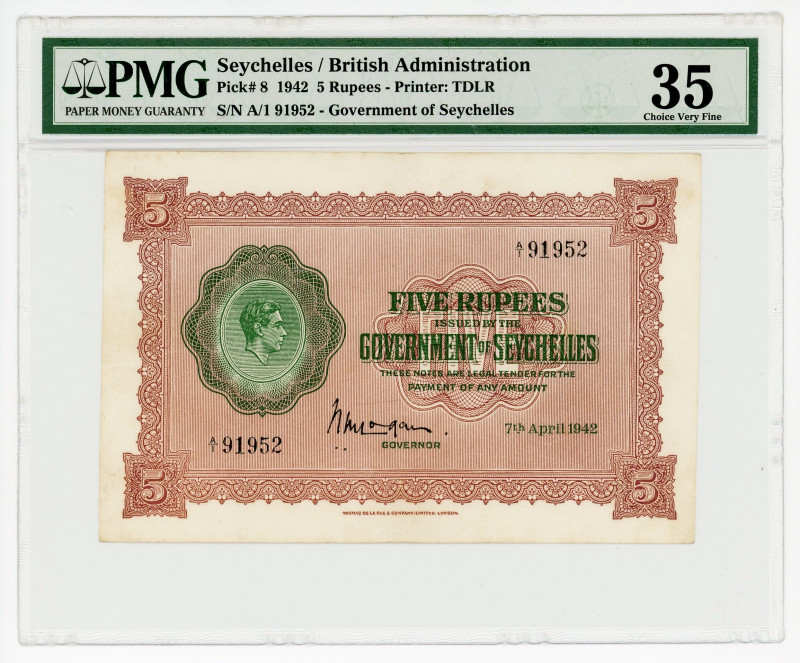 PMG
PAPER MONEY GUARANTY
Seychelles / British Administration
Pick# 8 1942 5 Rupees - Printer: TDLR
S/N A/1 91952 - Government of Seychelles
35
Choice Very Fine
5
5
A/1 91952
FIVE RUPEES
ISSUED BY THE
GOVERNMENT OF SEYCHELLES
THESE NOTES ARE LEGAL TENDER FOR THE
PAYMENT OF ANY AMOUNT
FIVE
7th April 1942
GOVERNOR
A/1 91952
5
5
THOMAS DE LA RUE & COMPANY, LIMITED, LONDON.